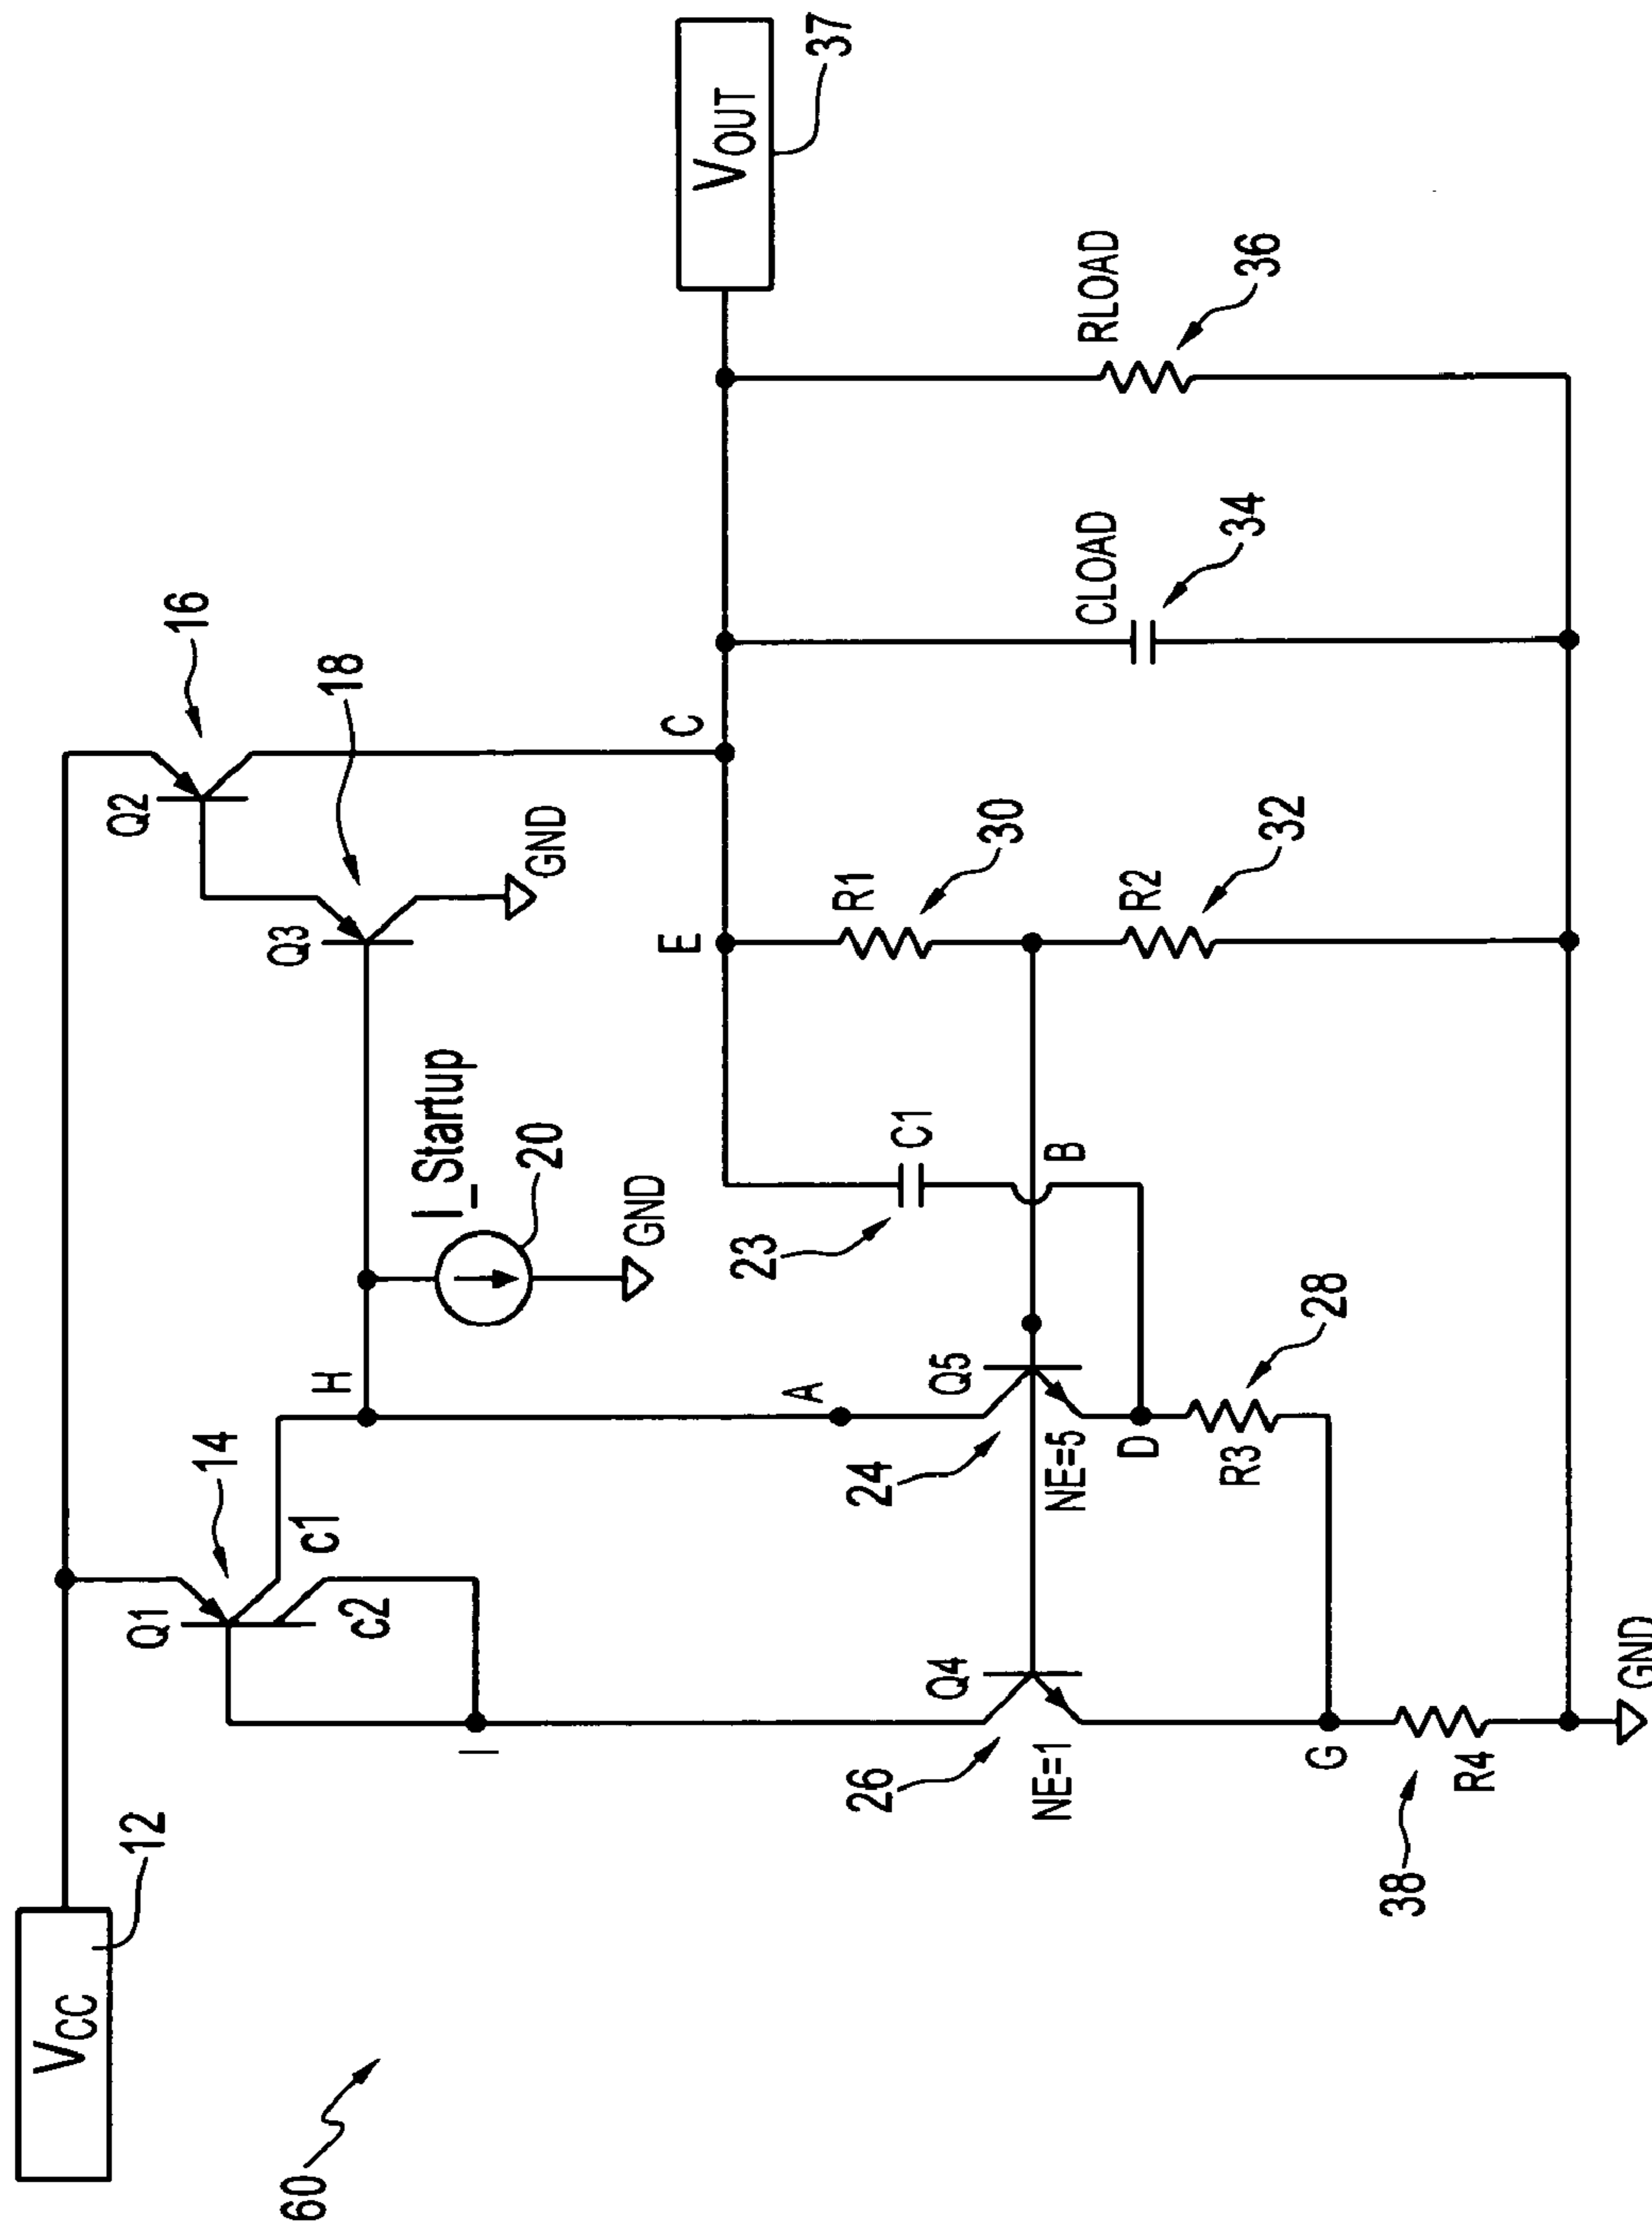 VCC
12
Q2
16
Q1
14
18
Q3
c1
H
c2
60
I_Startup
I
20
GND
GND
E
C
VOUT
37
23
A
R1
26
24
C1
Q4
Q5
30
NE=1
NE=5
B
CLOAD
RLOAD
D
R2
R3
34
36
32
G
28
38
R4
GND